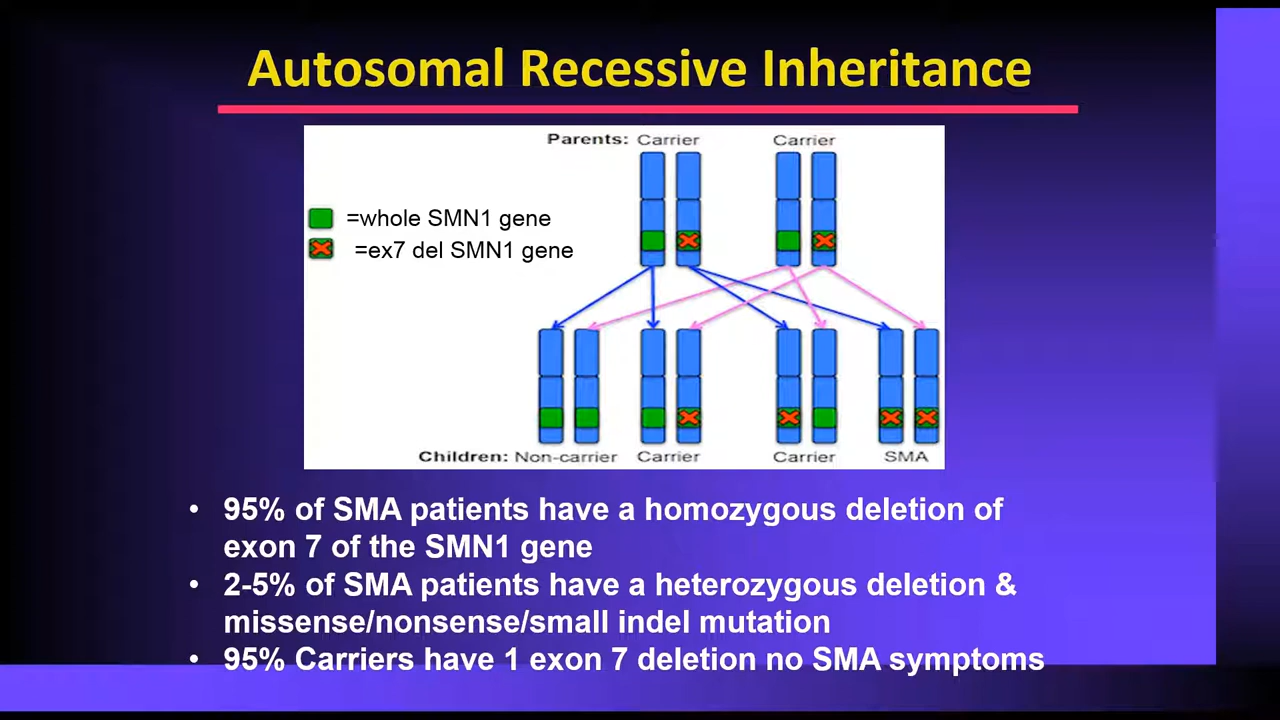 Autosomal Recessive Inheritance
Parents: Carrier Carrier
=whole SMN1 gene
=ex7 del SMN1 gene
Children: Non-carrier Carrier Carrier SMA
• 95% of SMA patients have a homozygous deletion of
exon 7 of the SMN1 gene
• 2-5% of SMA patients have a heterozygous deletion &
missense/nonsense/small indel mutation
• 95% Carriers have 1 exon 7 deletion no SMA symptoms